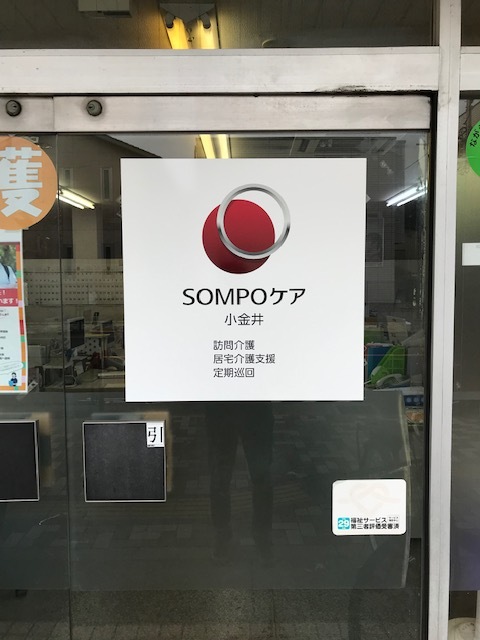 護
SOMPOケア
小金井
訪問介護
居宅介護支援
定期巡回
引
29
福祉サービス
第三者評価受審済